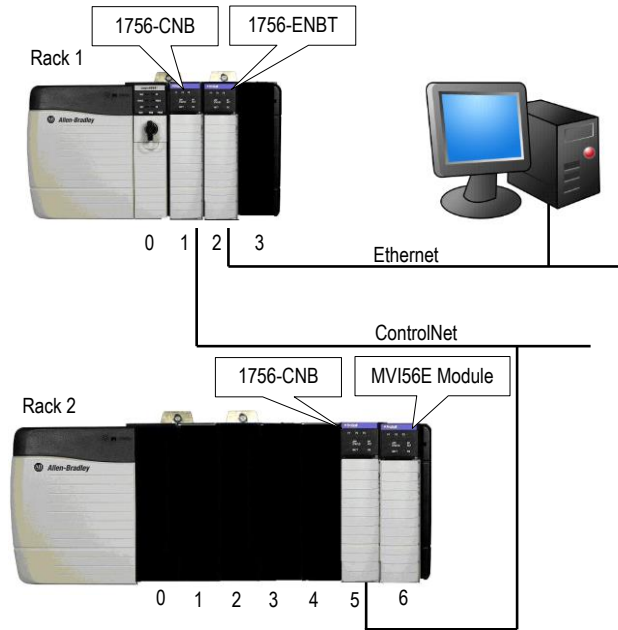 1756-CNB
1756-ENBT
Rack 1
Allen-Bradley
0 1 2 3
Ethernet
ControlNet
1756-CNB
MVI56E Module
Rack 2
Allen-Bradley
0 1 2 3 4 5 6